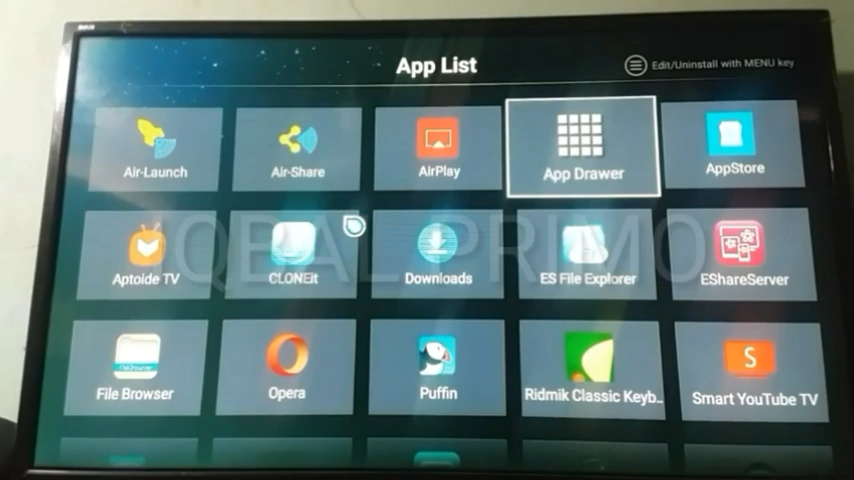 App List
Edit/Uninstall with MENU key
Air-Launch
Air-Share
AirPlay
App Drawer
AppStore
QBAL PRIMO
Aptoide TV
CLONEit
Downloads
ES File Explorer
EShareServer
File Browser
Opera
Puffin
Ridmik Classic Keyb..
S
Smart YouTube TV